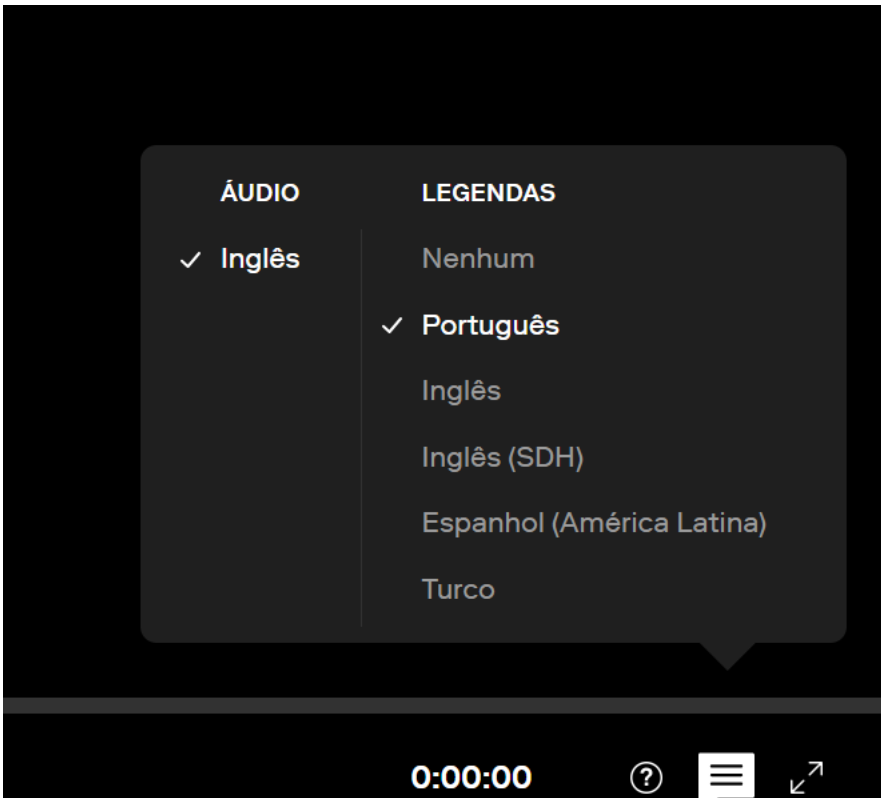 ÁUDIO
Inglês
LEGENDAS
Nenhum
Português
Inglês
Inglês (SDH)
Espanhol (América Latina)
Turco
0:00:00
?